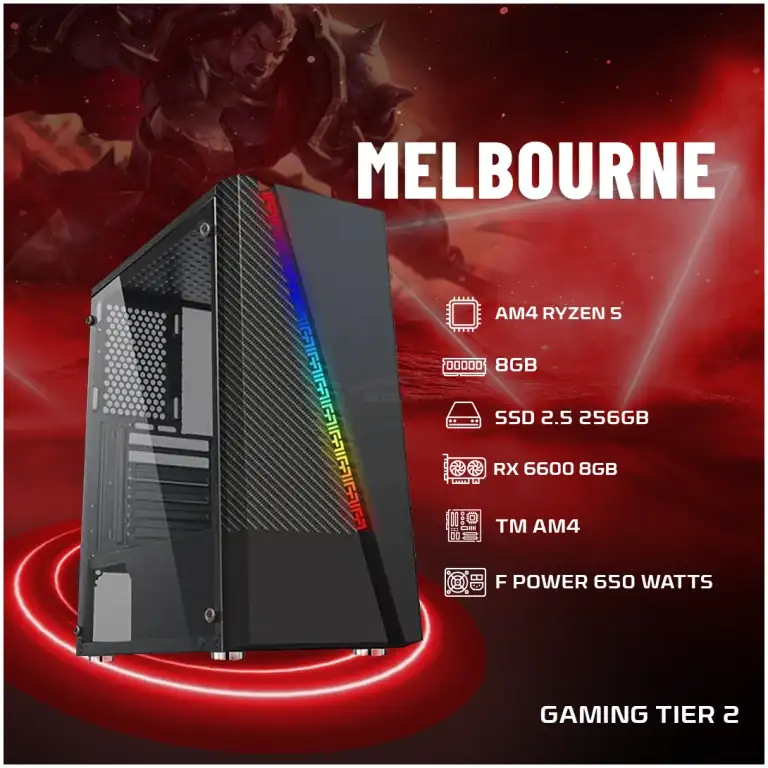 MELBOURNE
AM4 RYZEN 5
8GB
SSD 2.5 256GB
RX 6600 8GB
TM AM4
F POWER 650 WATTS
GAMING TIER 2